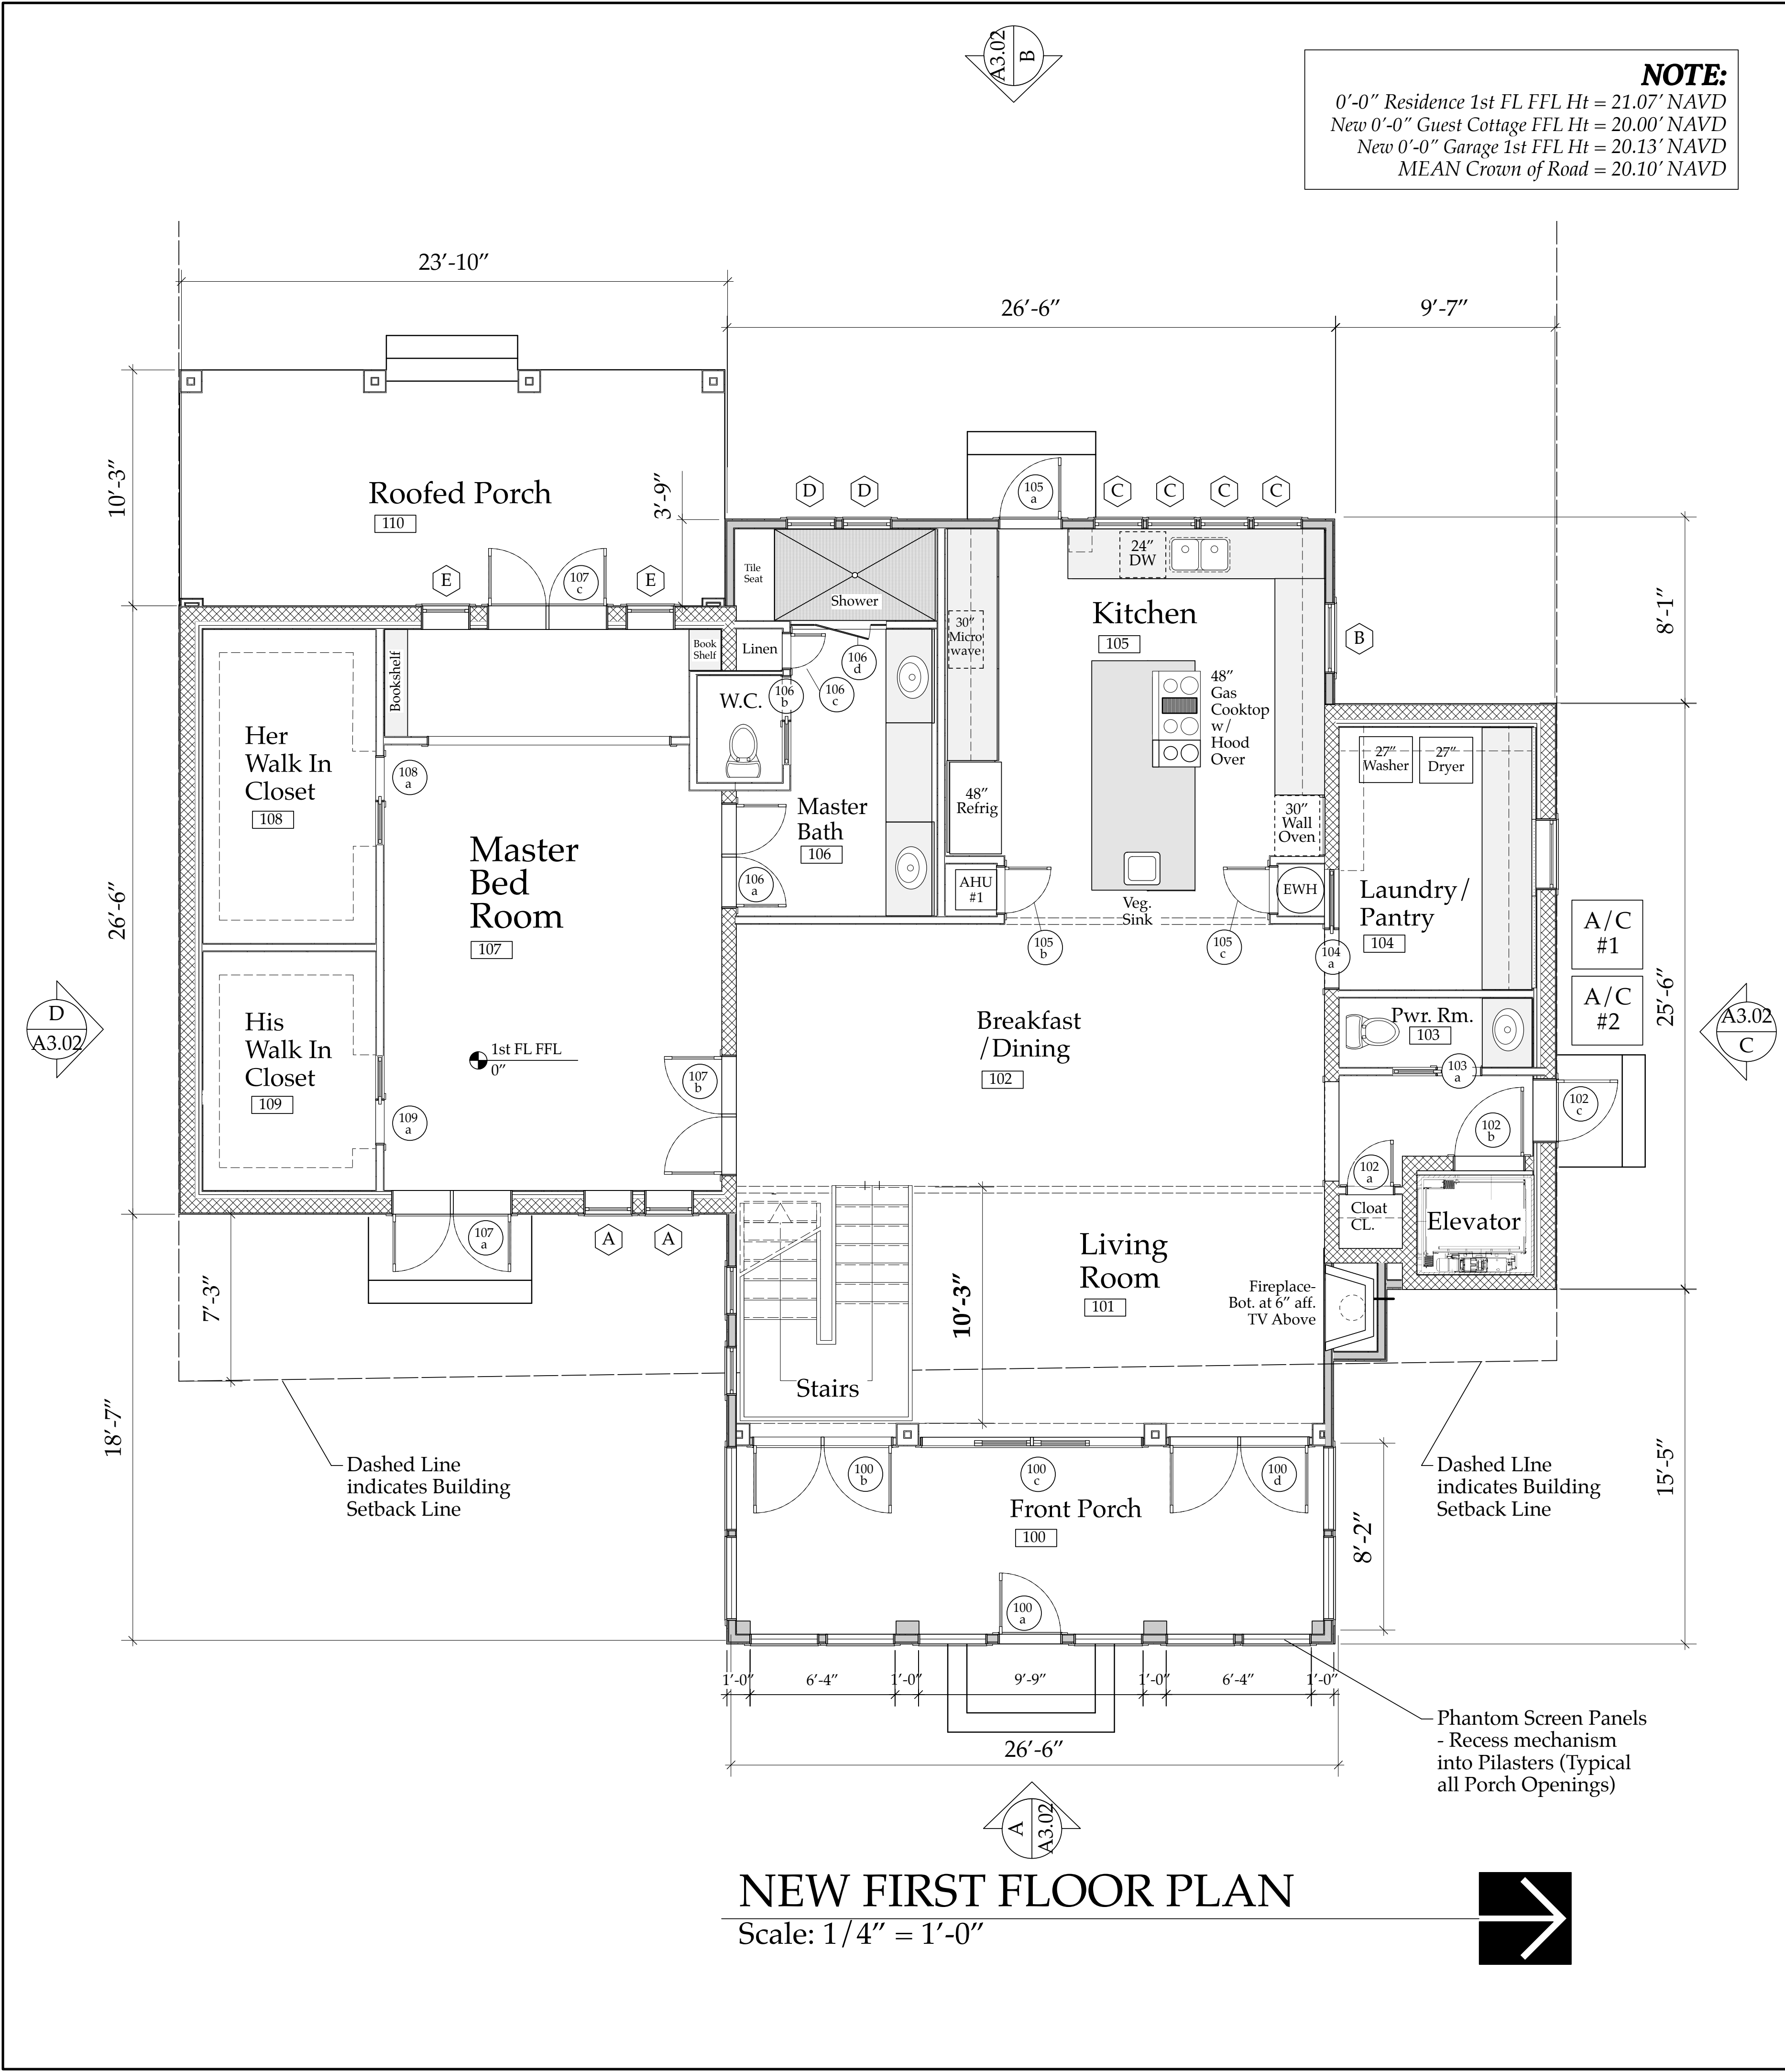 A3.02
B
NOTE:
0'-0" Residence 1st FL FFL Ht = 21.07' NAVD
New 0'-0" Guest Cottage FFL Ht = 20.00' NAVD
New 0'-0" Garage 1st FFL Ht = 20.13' NAVD
MEAN Crown of Road = 20.10' NAVD
23'-10"
26'-6"
9'-7"
10'-3"
Roofed Porch
110
3'-9"
D
D
105
a
C
C
C
C
E
107
c
E
Tile
Seat
Shower
24"
DW
Kitchen
105
30"
Micro
wave
B
8'-1"
Bookshelf
Book
Shelf
Linen
106
d
W.C.
106
b
106
c
48"
Gas
Cooktop
w/
Hood
Over
Her
Walk In
Closet
108
108
a
27"
Washer
27"
Dryer
48"
Refrig
Master
Bath
106
30"
Wall
Oven
Master
Bed
Room
107
106
a
AHU
#1
Veg.
Sink
EWH
Laundry/
Pantry
104
26'-6"
105
b
105
c
104
a
A/C
#1
A/C
#2
25'-6"
D
A3.02
A3.02
C
His
Walk In
Closet
109
1st FL FFL
0"
Breakfast
/Dining
102
Pwr. Rm.
103
103
a
107
b
109
a
102
c
102
b
102
a
Cloat
CL.
Elevator
107
a
A
A
7'-3"
Living
Room
101
10'-3"
Fireplace-
Bot. at 6" aff.
TV Above
Stairs
18'-7"
Dashed Line
indicates Building
Setback Line
100
b
100
c
100
d
Front Porch
100
8'-2"
Dashed LIne
indicates Building
Setback Line
15'-5"
100
a
1'-0"
6'-4"
1'-0"
9'-9"
1'-0"
6'-4"
1'-0"
26'-6"
Phantom Screen Panels
- Recess mechanism
into Pilasters (Typical
all Porch Openings)
A
A3.02
NEW FIRST FLOOR PLAN
Scale: 1/4" = 1'-0"